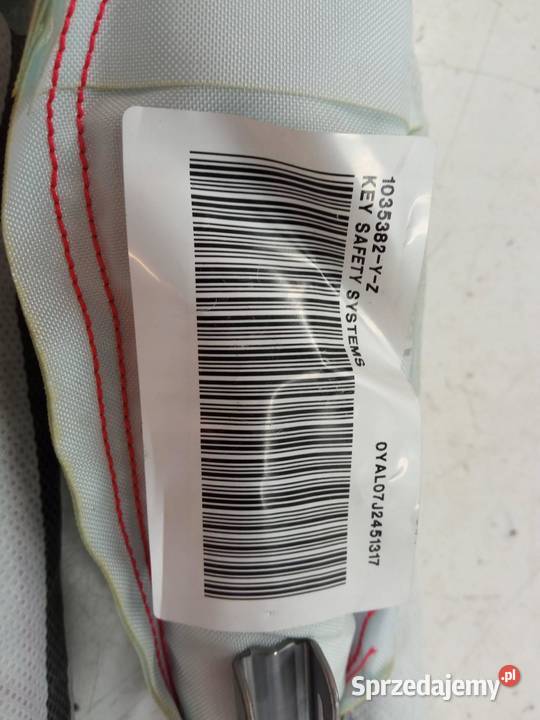 1035382-Y-Z
KEY SAFETY SYSTEMS
0YAL07J2451317
Sprzedajemy.pl